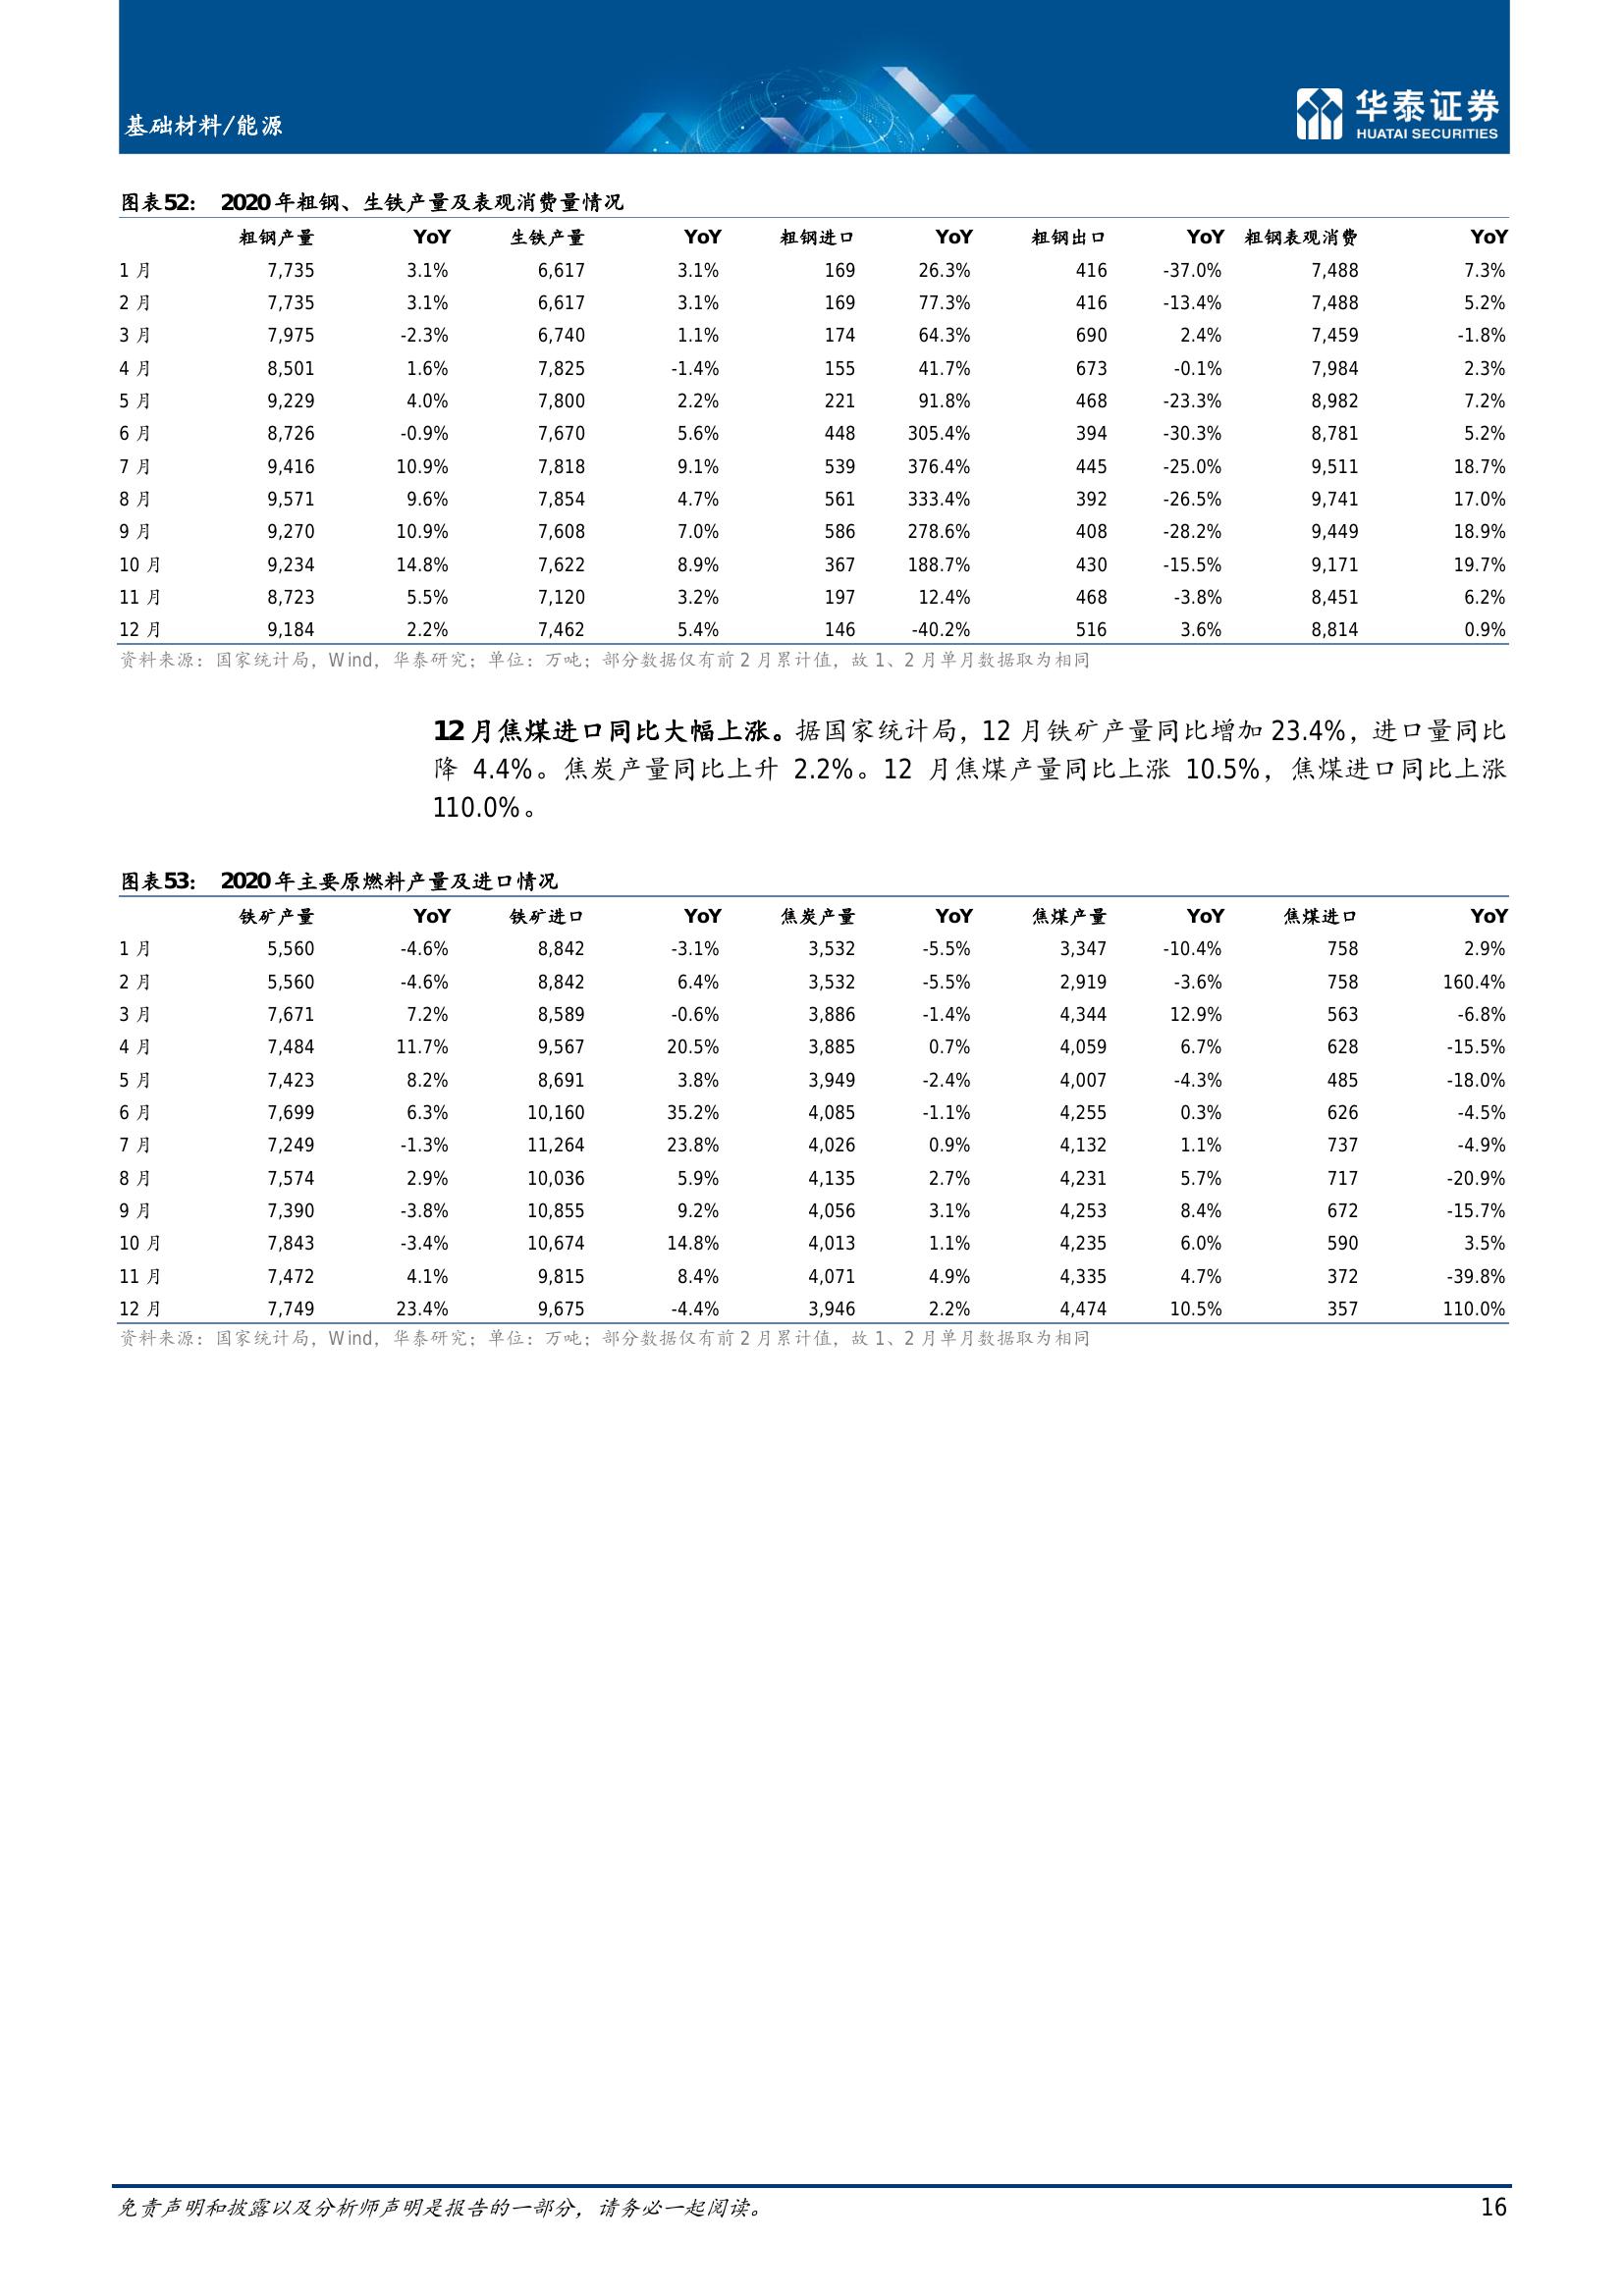 基础材料/能源
华泰证券
HUATAI SECURITIES
图表52： 2020年粗钢、生铁产量及表观消费量情况
粗钢产量 YoY 生铁产量 YoY 粗钢进口 YoY 粗钢出口 YoY 粗钢表观消费 YoY
1月 7,735 3.1% 6,617 3.1% 169 26.3% 416 -37.0% 7,488 7.3%
2月 7,735 3.1% 6,617 3.1% 169 77.3% 416 -13.4% 7,488 5.2%
3月 7,975 -2.3% 6,740 1.1% 174 64.3% 690 2.4% 7,459 -1.8%
4月 8,501 1.6% 7,825 -1.4% 155 41.7% 673 -0.1% 7,984 2.3%
5月 9,229 4.0% 7,800 2.2% 221 91.8% 468 -23.3% 8,982 7.2%
6月 8,726 -0.9% 7,670 5.6% 448 305.4% 394 -30.3% 8,781 5.2%
7月 9,416 10.9% 7,818 9.1% 539 376.4% 445 -25.0% 9,511 18.7%
8月 9,571 9.6% 7,854 4.7% 561 333.4% 392 -26.5% 9,741 17.0%
9月 9,270 10.9% 7,608 7.0% 586 278.6% 408 -28.2% 9,449 18.9%
10月 9,234 14.8% 7,622 8.9% 367 188.7% 430 -15.5% 9,171 19.7%
11月 8,723 5.5% 7,120 3.2% 197 12.4% 468 -3.8% 8,451 6.2%
12月 9,184 2.2% 7,462 5.4% 146 -40.2% 516 3.6% 8,814 0.9%
资料来源：国家统计局，Wind，华泰研究；单位：万吨；部分数据仅有前2月累计值，故1、2月单月数据取为相同
12月焦煤进口同比大幅上涨。据国家统计局，12月铁矿产量同比增加23.4%，进口量同比
降 4.4%。焦炭产量同比上升 2.2%。12 月焦煤产量同比上涨 10.5%，焦煤进口同比上涨
110.0%。
图表53： 2020年主要原燃料产量及进口情况
铁矿产量 YoY 铁矿进口 YoY 焦炭产量 YoY 焦煤产量 YoY 焦煤进口 YoY
1月 5,560 -4.6% 8,842 -3.1% 3,532 -5.5% 3,347 -10.4% 758 2.9%
2月 5,560 -4.6% 8,842 6.4% 3,532 -5.5% 2,919 -3.6% 758 160.4%
3月 7,671 7.2% 8,589 -0.6% 3,886 -1.4% 4,344 12.9% 563 -6.8%
4月 7,484 11.7% 9,567 20.5% 3,885 0.7% 4,059 6.7% 628 -15.5%
5月 7,423 8.2% 8,691 3.8% 3,949 -2.4% 4,007 -4.3% 485 -18.0%
6月 7,699 6.3% 10,160 35.2% 4,085 -1.1% 4,255 0.3% 626 -4.5%
7月 7,249 -1.3% 11,264 23.8% 4,026 0.9% 4,132 1.1% 737 -4.9%
8月 7,574 2.9% 10,036 5.9% 4,135 2.7% 4,231 5.7% 717 -20.9%
9月 7,390 -3.8% 10,855 9.2% 4,056 3.1% 4,253 8.4% 672 -15.7%
10月 7,843 -3.4% 10,674 14.8% 4,013 1.1% 4,235 6.0% 590 3.5%
11月 7,472 4.1% 9,815 8.4% 4,071 4.9% 4,335 4.7% 372 -39.8%
12月 7,749 23.4% 9,675 -4.4% 3,946 2.2% 4,474 10.5% 357 110.0%
资料来源：国家统计局，Wind，华泰研究；单位：万吨；部分数据仅有前2月累计值，故1、2月单月数据取为相同
免责声明和披露以及分析师声明是报告的一部分，请务必一起阅读。 16